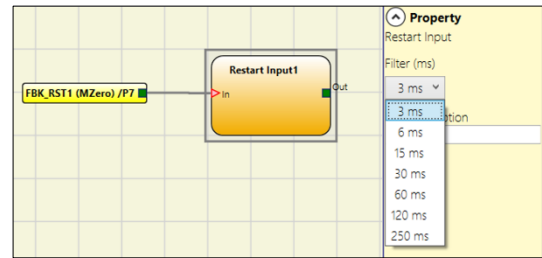 Property
Restart Input
Filter (ms)
3 ms
3 ms
6 ms
15 ms
30 ms
60 ms
120 ms
250 ms
Restart Input1
In
Out
FBK_RST1 (MZero) /P7